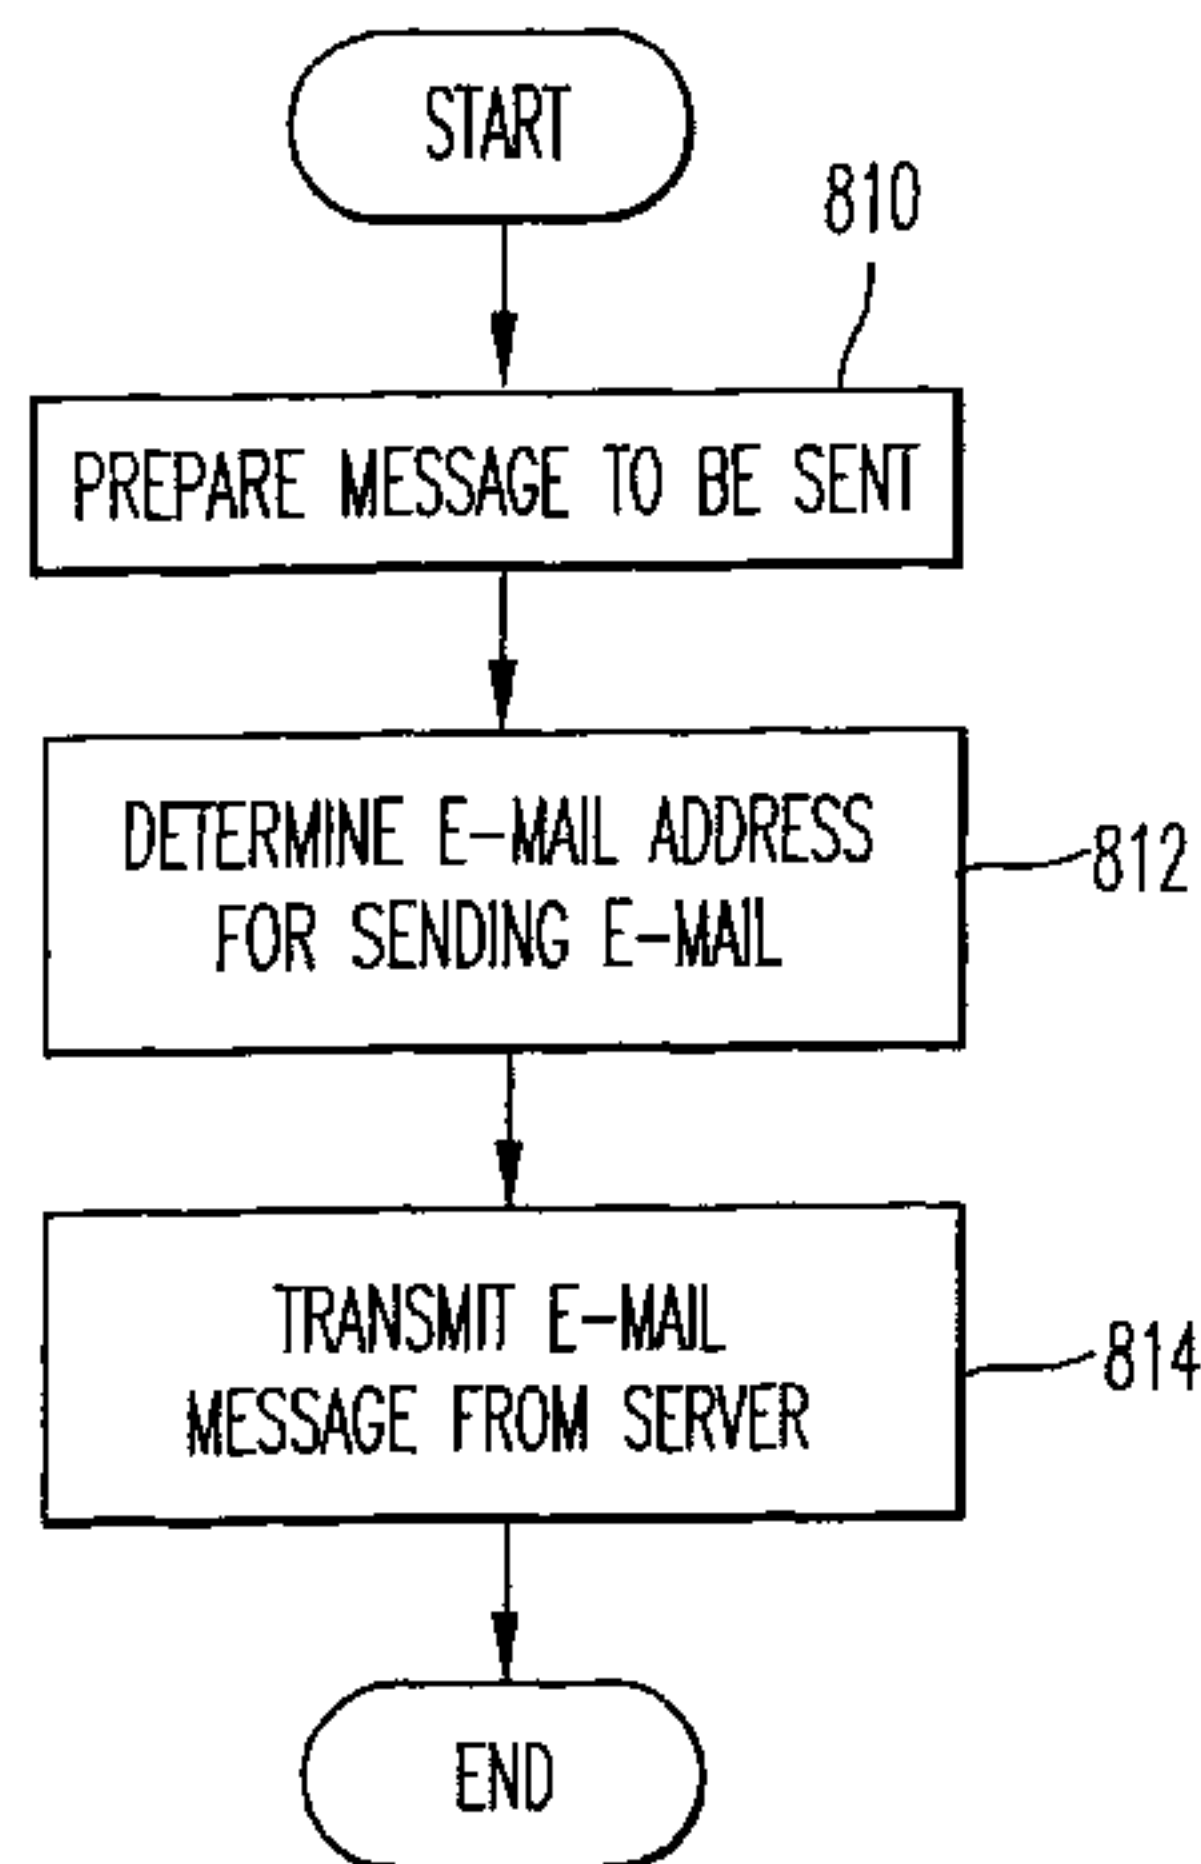 START
810
PREPARE MESSAGE TO BE SENT
DETERMINE E-MAIL ADDRESS
FOR SENDING E-MAIL
812
TRANSMIT E-MAIL
MESSAGE FROM SERVER
814
END